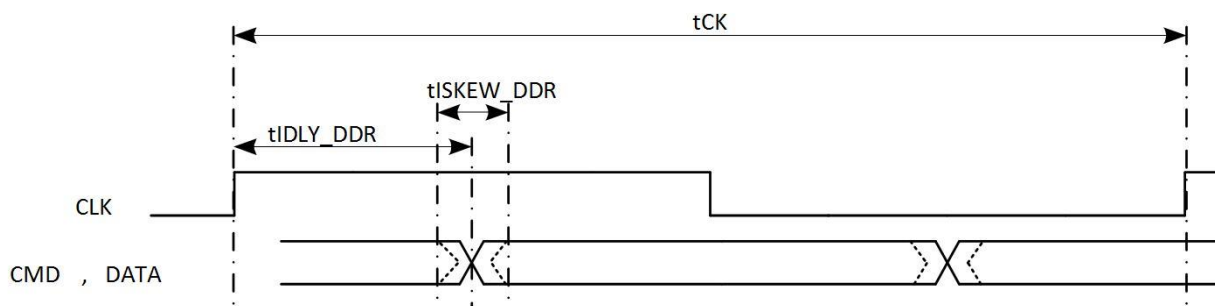 tCK
tISKEW_DDR
tIDLY_DDR
CLK
CMD , DATA